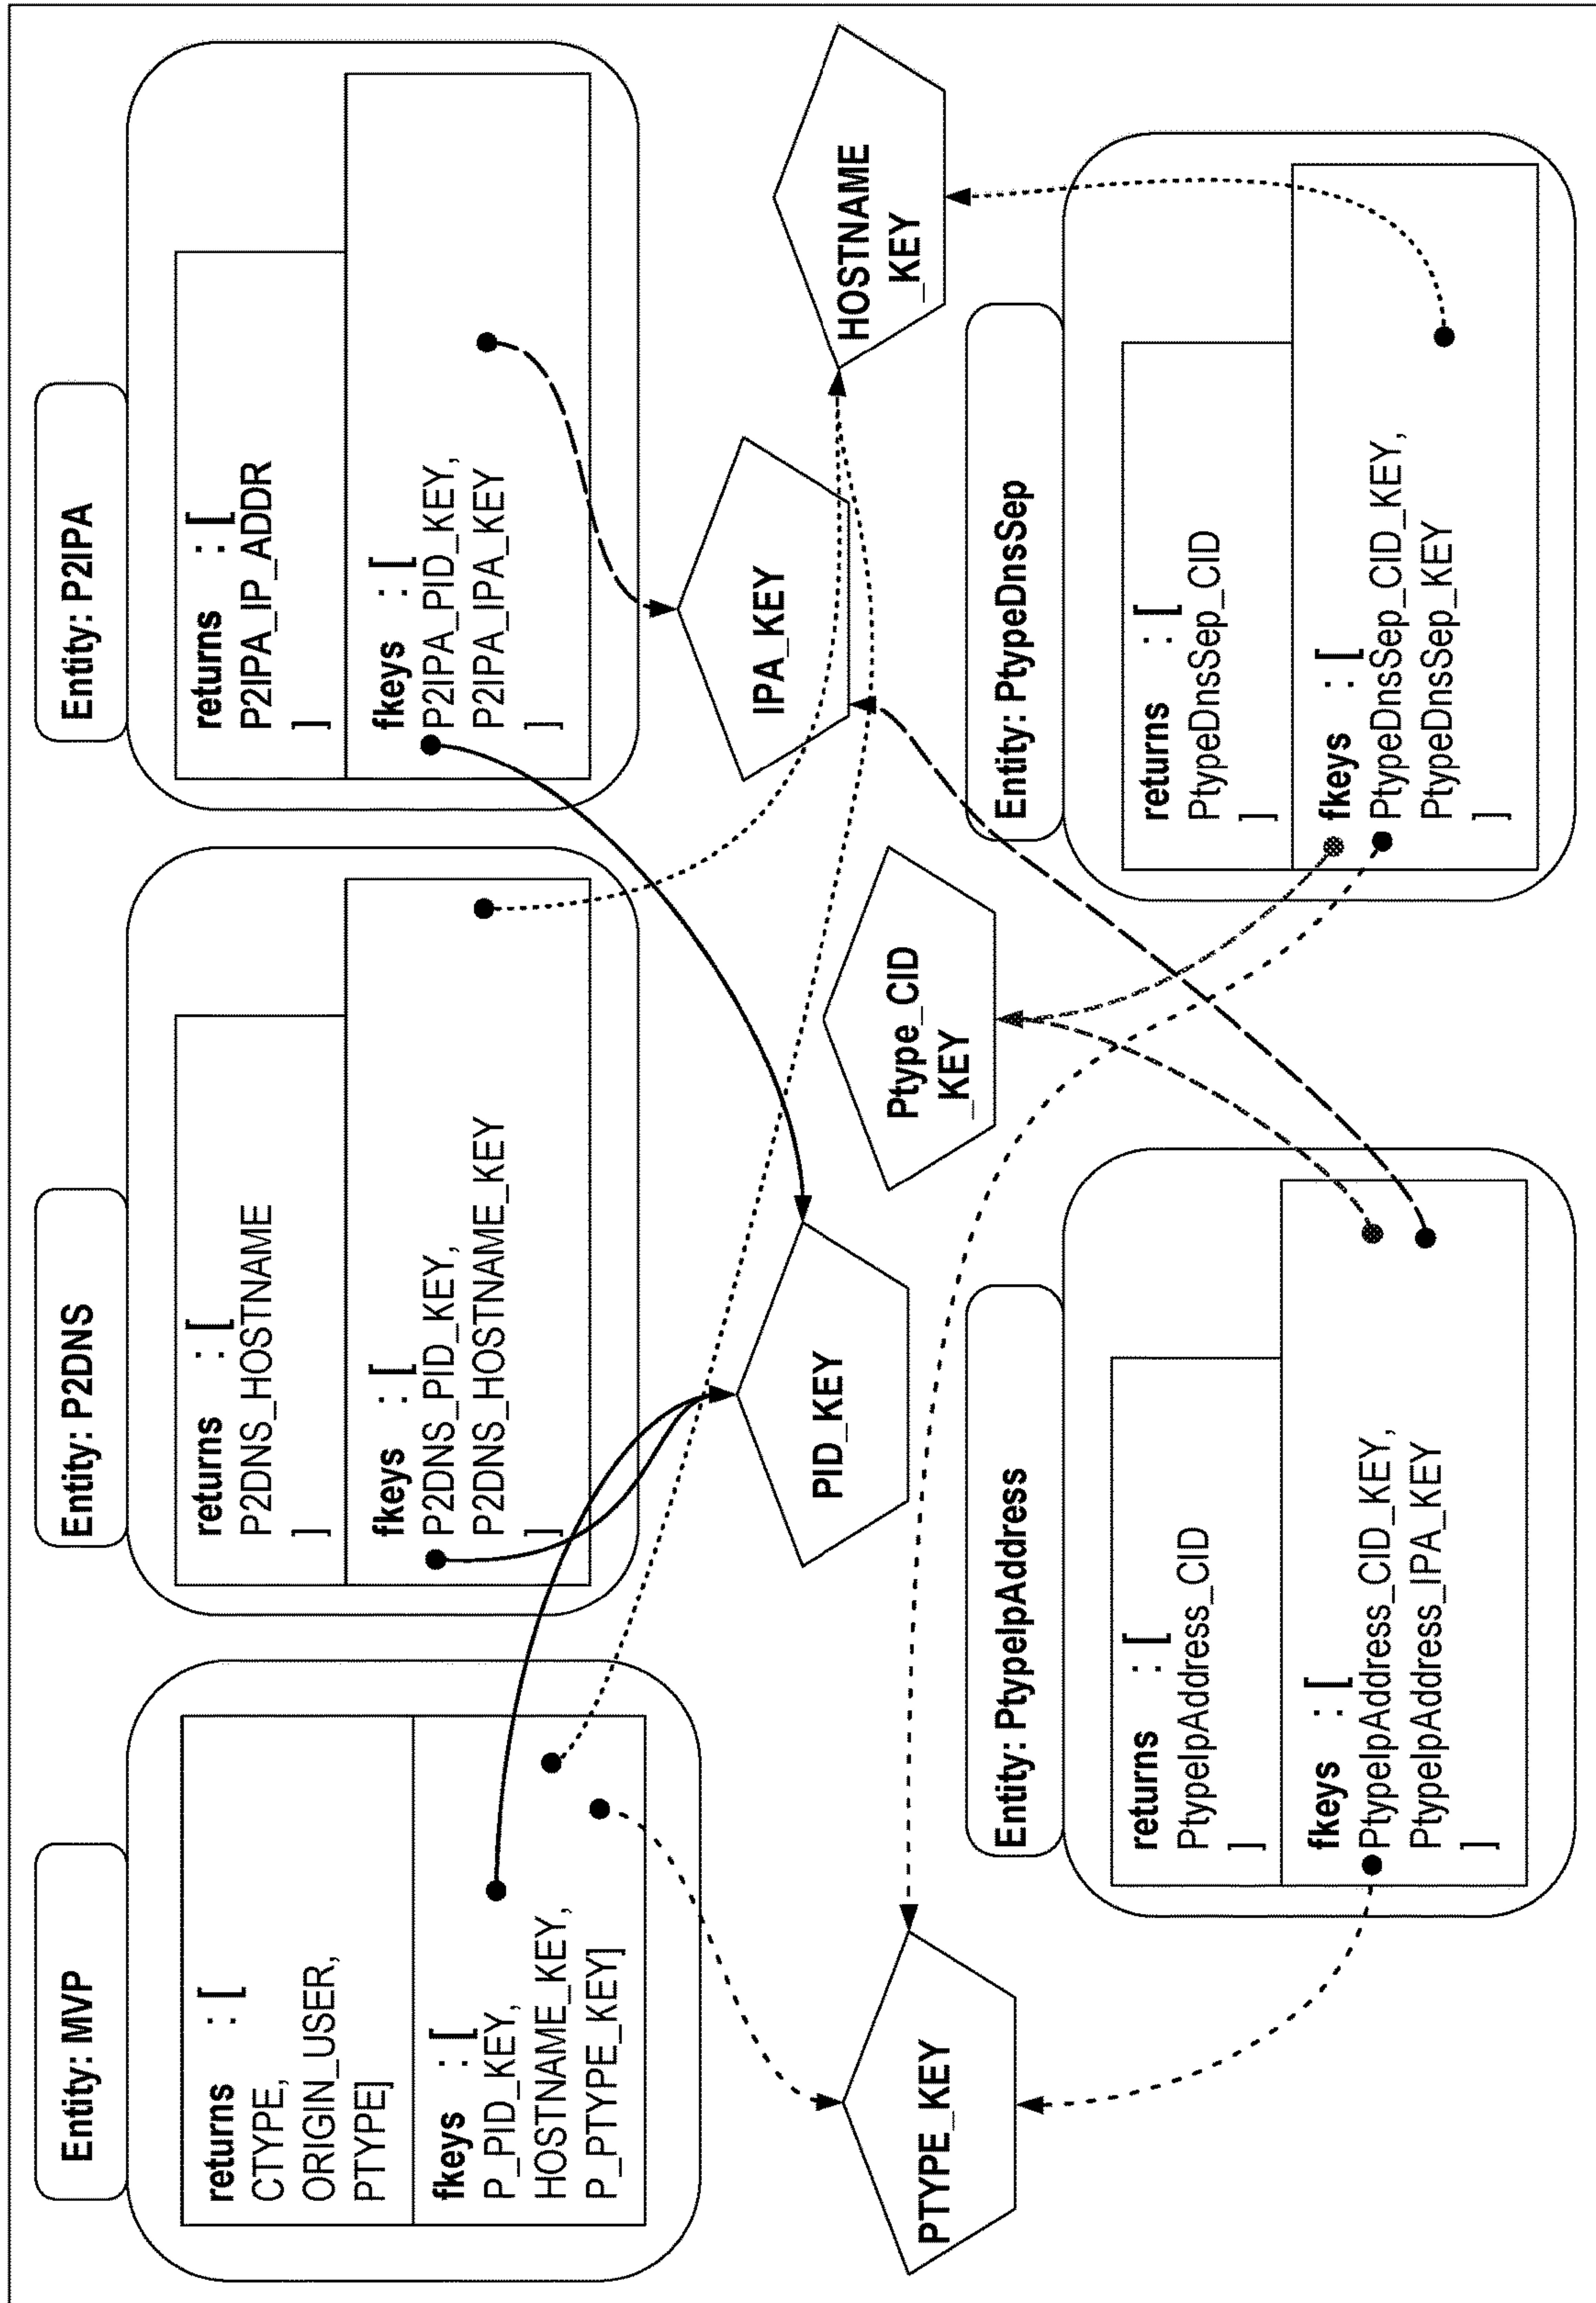 Entity: MVP
returns : [
CTYPE,
ORIGIN_USER,
PTYPE]
fkeys : [
P_PID_KEY,
HOSTNAME_KEY,
P_PTYPE_KEY]
Entity: P2DNS
returns : [
P2DNS_HOSTNAME
]
fkeys : [
P2DNS_PID_KEY,
P2DNS_HOSTNAME_KEY
]
Entity: P2IPA
returns : [
P2IPA_IP_ADDR
]
fkeys : [
P2IPA_PID_KEY,
P2IPA_IPA_KEY
]
PTYPE_KEY
PID_KEY
Ptype_CID
_KEY
IPA_KEY
HOSTNAME
_KEY
Entity: PtypeIpAddress
returns : [
PtypeIpAddress_CID
]
fkeys : [
PtypeIpAddress_CID_KEY,
PtypeIpAddress_IPA_KEY
]
Entity: PtypeDnsSep
returns : [
PtypeDnsSep_CID
]
fkeys : [
PtypeDnsSep_CID_KEY,
PtypeDnsSep_KEY
]